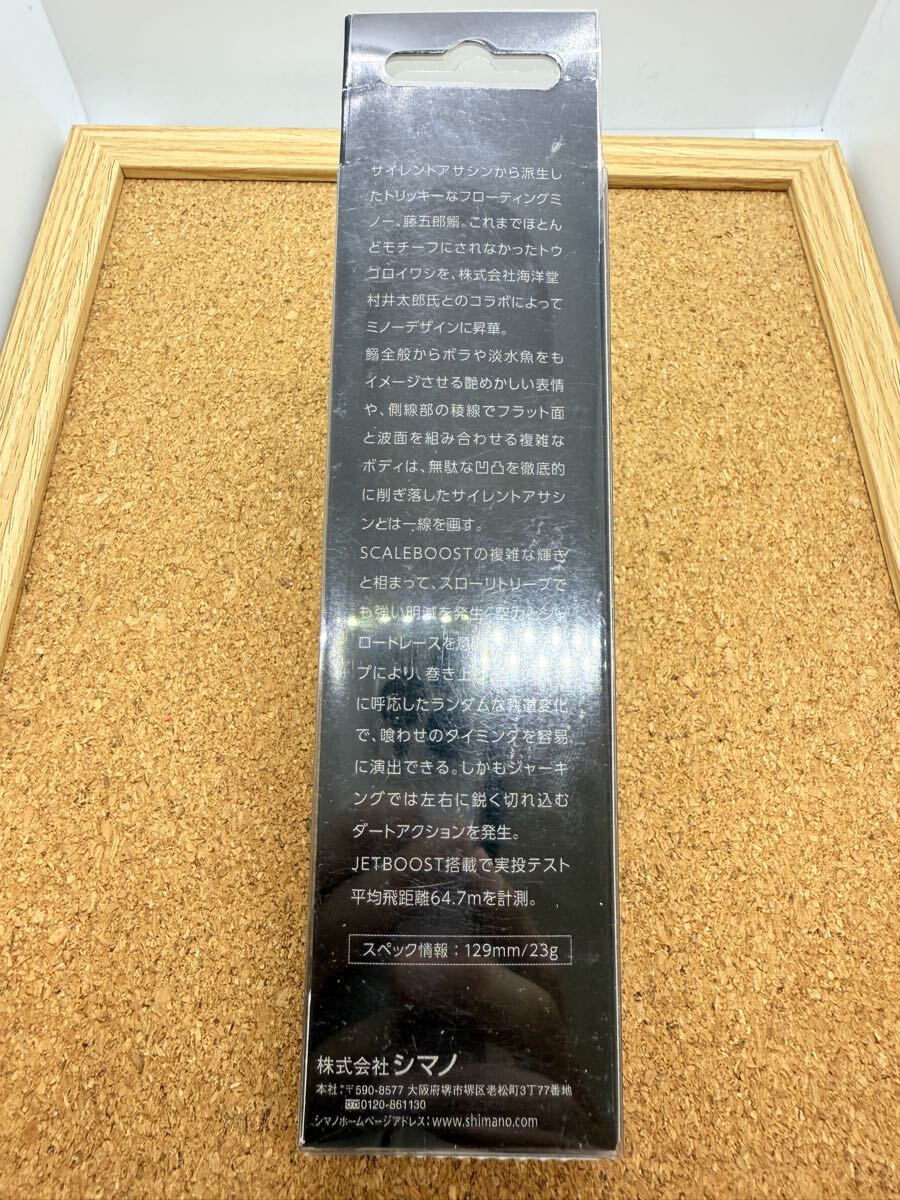 サイレントアサシンから派生し
たトリッキーなフローティングミ
ノー、藤五郎鰯。これまでほとん
どモチーフにされなかったトウ
ゴロイワシを、株式会社海洋堂
村井太郎氏とのコラボによって
ミノーデザインに昇華。
鰯全般からボラや淡水魚をも
イメージさせる艶めかしい表情
や、側線部の稜線でフラット面
と波面を組み合わせる複雑な
ボディは、無駄な凹凸を徹底的
に削ぎ落したサイレントアサシ
ンとは一線を画す。
SCALEBOOSTの複雑な輝き
と相まって、スローリトリーブで
も強い明滅を発生。空力
ロードレースを意
プにより、巻き上げ
に呼応したランダムな軌道変化
で、喰わせのタイミングを容易
に演出できる。しかもジャーキ
ングでは左右に鋭く切れ込む
ダートアクションを発生。
JETBOOST搭載で実投テスト
平均飛距離64.7mを計測。
スペック情報：129mm/23g
株式会社シマノ
本社：〒590-8577 大阪府堺市堺区老松町3丁77番地
0120-861130
シマノホームページアドレス；www.shimano.com